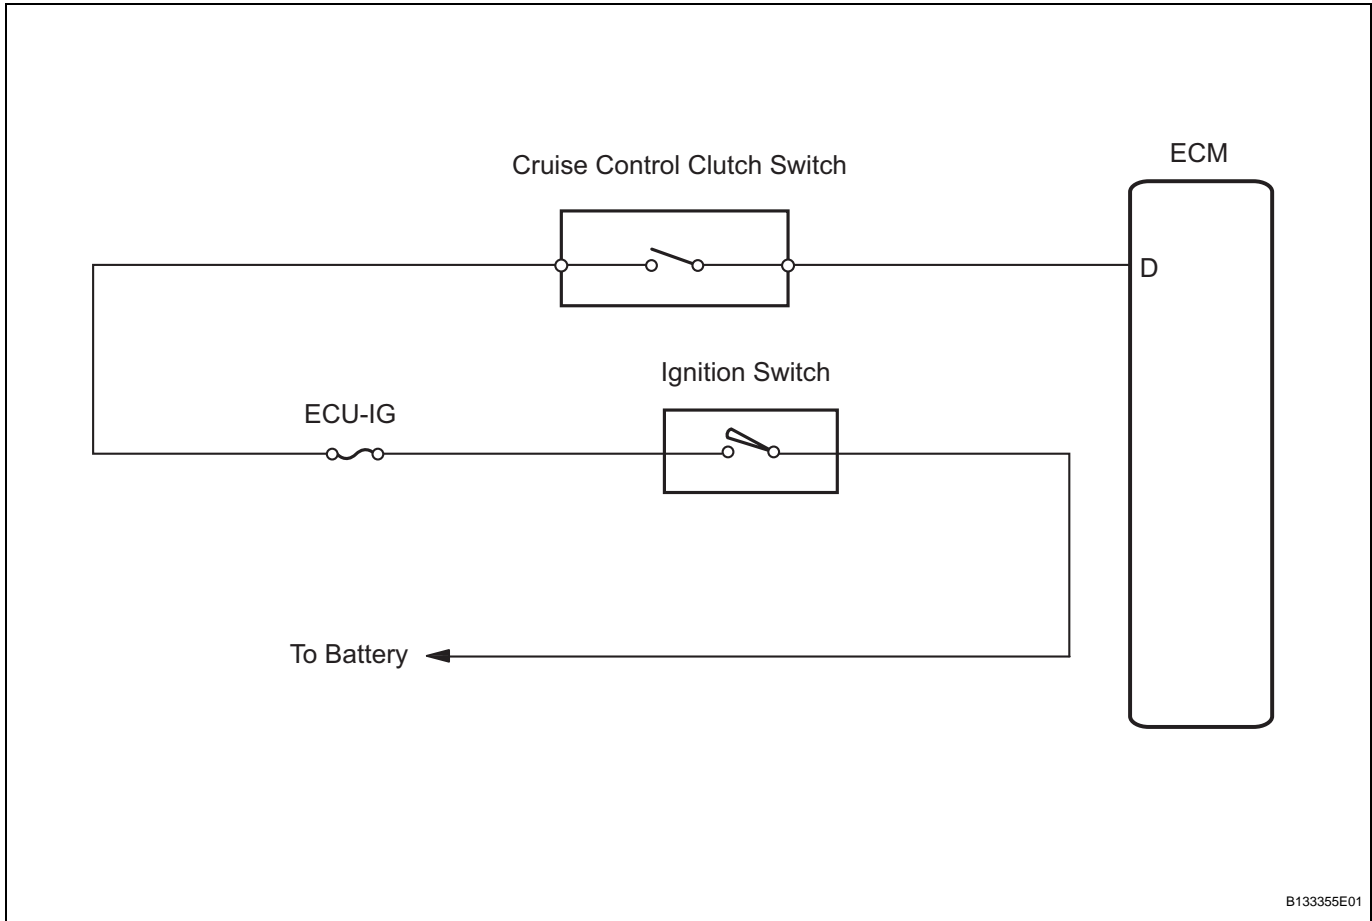 ECM
Cruise Control Clutch Switch
D
Ignition Switch
ECU-IG
To Battery
B133355E01